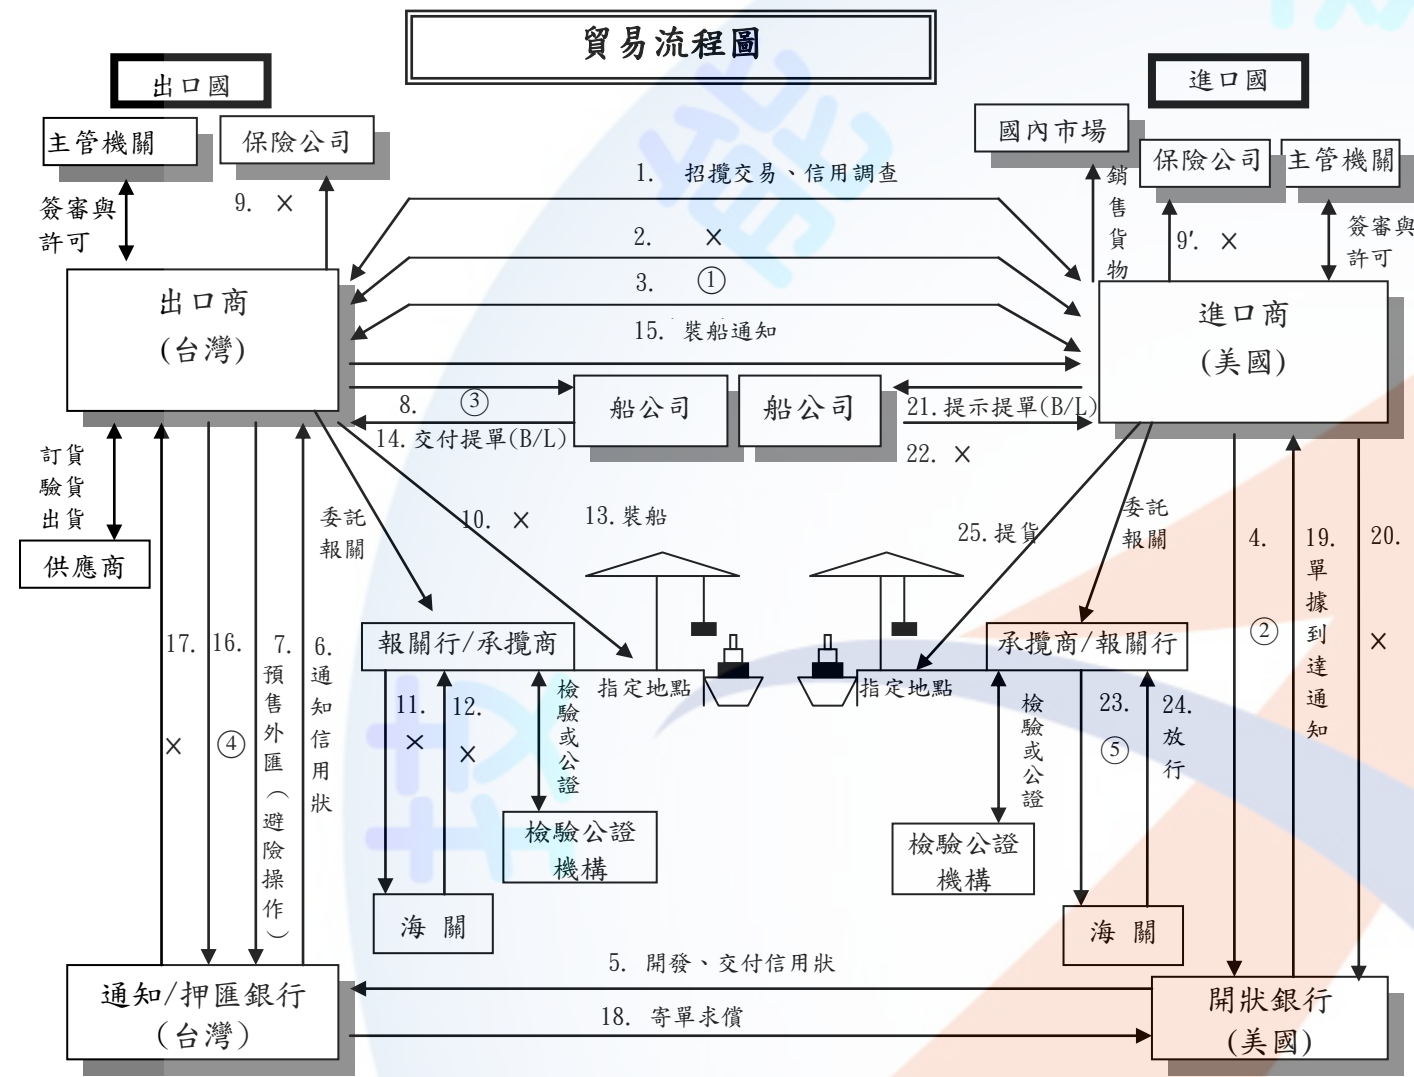 貿易流程圖
出口國
進口國
主管機關
保險公司
國內市場
保險公司
主管機關
1. 招攬交易、信用調查
銷售貨物
簽審與
許可
9. ×
2. ×
9′. ×
簽審與
許可
3. ①
出口商
(台灣)
進口商
(美國)
15. 裝船通知
8. ③
船公司
船公司
21.提示提單(B/L)
14.交付提單(B/L)
22. ×
訂貨
驗貨
出貨
供應商
委託
報關
10. ×
13.裝船
25.提貨
委託
報關
4.
②
19.
單據到達通知
20.
×
17.
×
16.
④
7.
預售外匯（避險操作）
6.
通知信用狀
報關行/承攬商
指定地點
指定地點
承攬商/報關行
11.
×
12.
×
檢驗或公證
檢驗或公證
23.
⑤
24.
放行
檢驗公證
機構
檢驗公證
機構
海 關
海 關
5. 開發、交付信用狀
通知/押匯銀行
(台灣)
18. 寄單求償
開狀銀行
(美國)